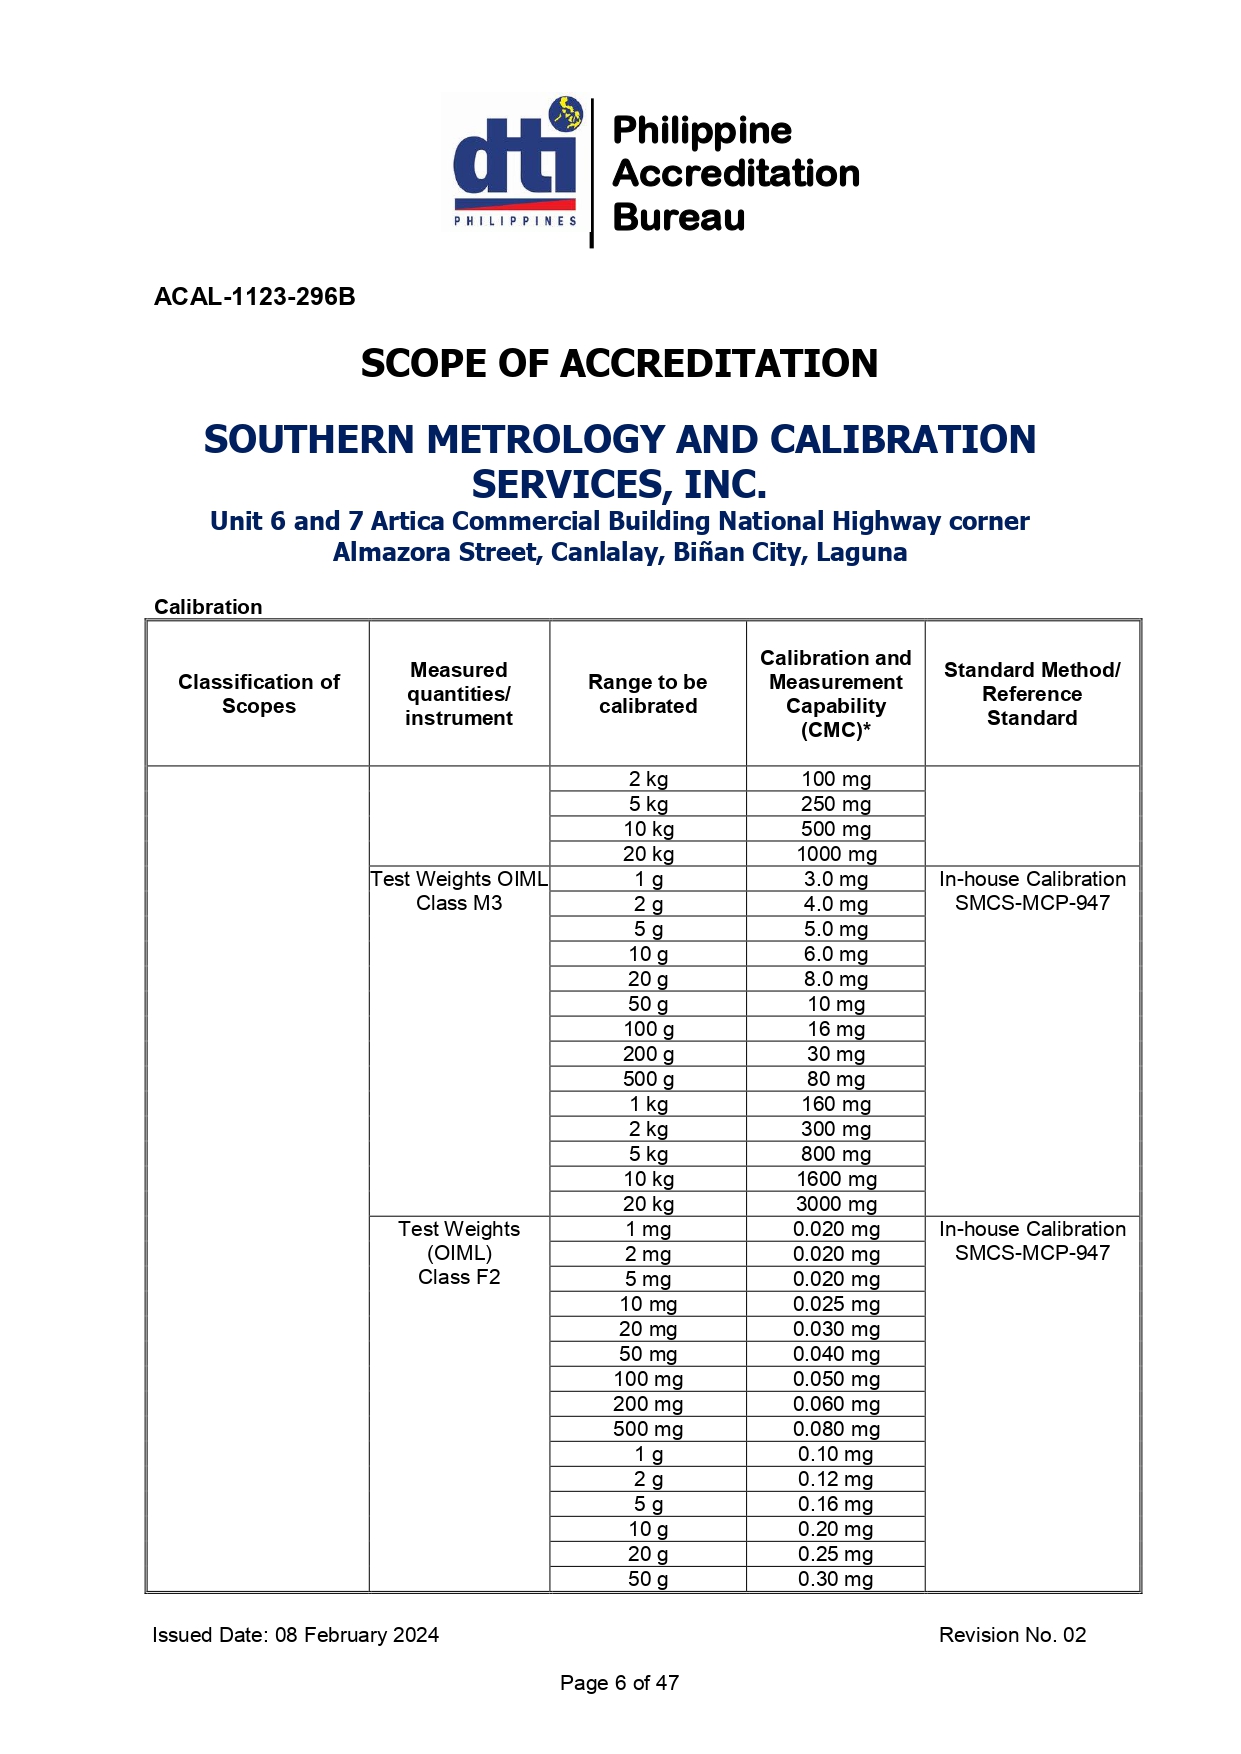 dti
PHILIPPINES
Philippine
Accreditation
Bureau
ACAL-1123-296B
SCOPE OF ACCREDITATION
SOUTHERN METROLOGY AND CALIBRATION
SERVICES, INC.
Unit 6 and 7 Artica Commercial Building National Highway corner
Almazora Street, Canlalay, Biñan City, Laguna
Calibration
Classification of
Scopes
Measured
quantities/
instrument
Range to be
calibrated
Calibration and
Measurement
Capability
(CMC)*
Standard Method/
Reference
Standard
2 kg 100 mg
5 kg 250 mg
10 kg 500 mg
20 kg 1000 mg
Test Weights OIML 1 g 3.0 mg In-house Calibration
Class M3 2 g 4.0 mg SMCS-MCP-947
5 g 5.0 mg
10 g 6.0 mg
20 g 8.0 mg
50 g 10 mg
100 g 16 mg
200 g 30 mg
500 g 80 mg
1 kg 160 mg
2 kg 300 mg
5 kg 800 mg
10 kg 1600 mg
20 kg 3000 mg
Test Weights 1 mg 0.020 mg In-house Calibration
(OIML) 2 mg 0.020 mg SMCS-MCP-947
Class F2 5 mg 0.020 mg
10 mg 0.025 mg
20 mg 0.030 mg
50 mg 0.040 mg
100 mg 0.050 mg
200 mg 0.060 mg
500 mg 0.080 mg
1 g 0.10 mg
2 g 0.12 mg
5 g 0.16 mg
10 g 0.20 mg
20 g 0.25 mg
50 g 0.30 mg
Issued Date: 08 February 2024 Revision No. 02
Page 6 of 47